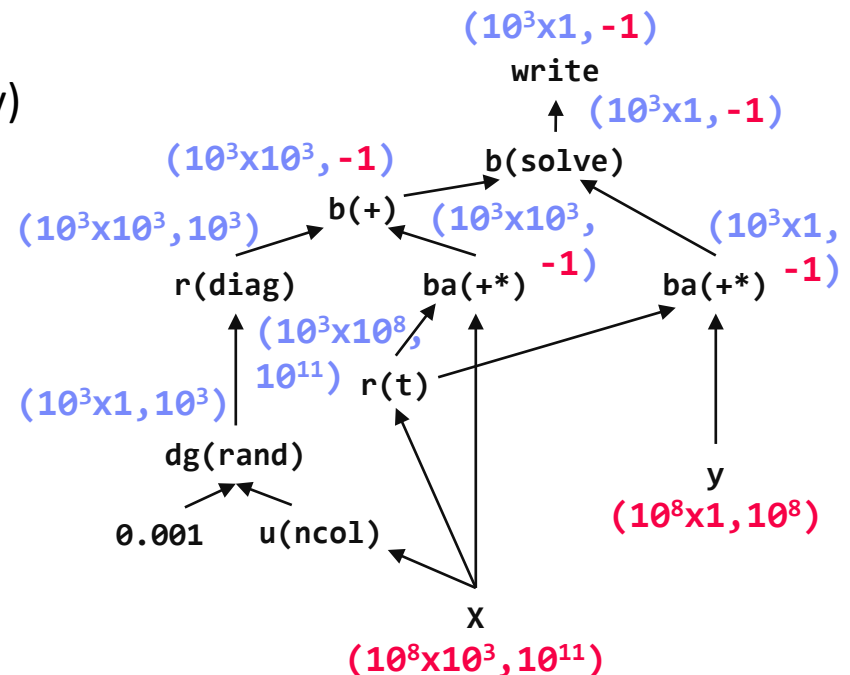 (10³x1,-1)
write
y)
(10³x1,-1)
(10³x10³,-1)
b(solve)
b(+)
(10³x10³,
-1)
(10³x10³,10³)
(10³x1,
-1)
r(diag)
ba(+*)
ba(+*)
(10³x10⁸,
10¹¹)
r(t)
(10³x1,10³)
dg(rand)
y
(10⁸x1,10⁸)
0.001
u(ncol)
X
(10⁸x10³,10¹¹)